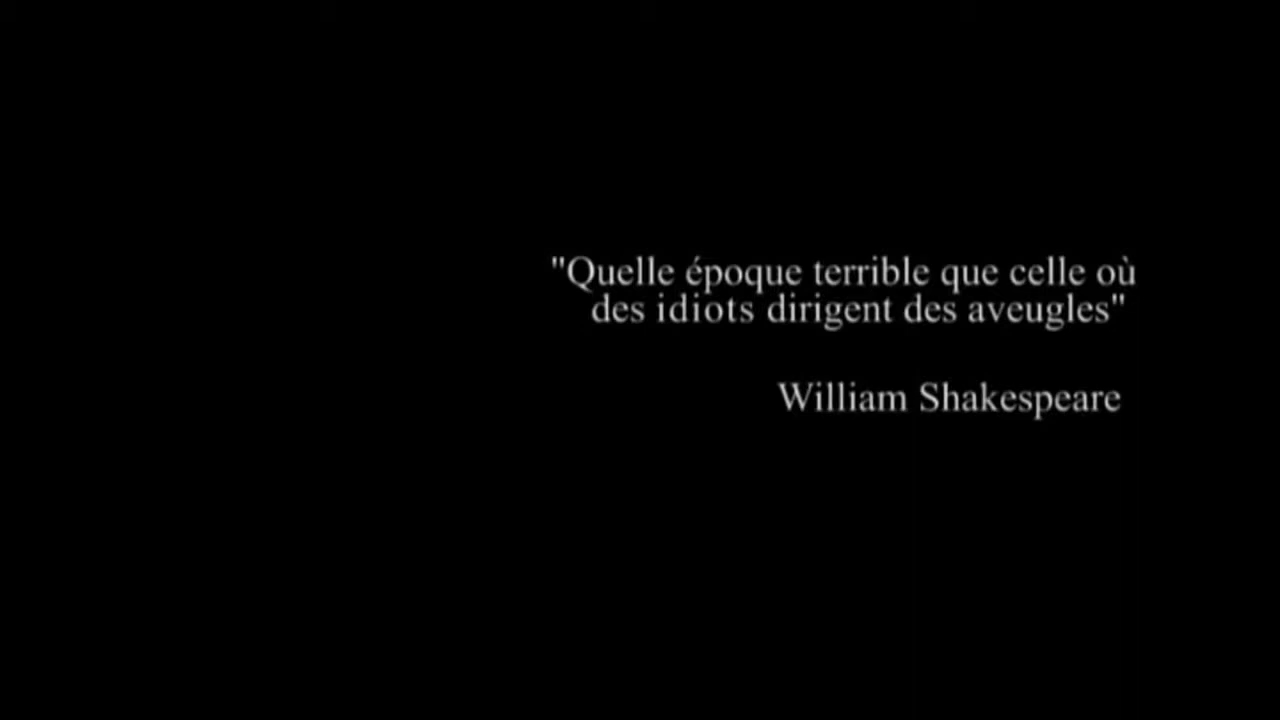 "Quelle époque terrible que celle où
des idiots dirigent des aveugles"
William Shakespeare